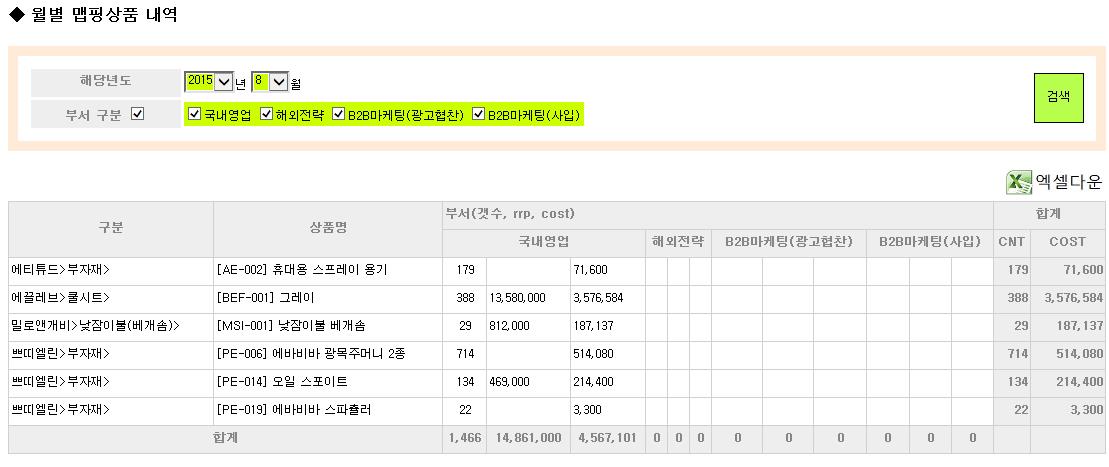 ◆ 월별 맵핑상품 내역
해당년도 2015 년 8 월
부서 구분 국내영업 해외전략 B2B마케팅(광고협찬) B2B마케팅(사입)
검색
엑셀다운
구분 상품명 부서(갯수, rrp, cost) 합계
국내영업 해외전략 B2B마케팅(광고협찬) B2B마케팅(사입) CNT COST
에티튜드>부자재> [AE-002] 휴대용 스프레이 용기 179 71,600 179 71,600
에끌레브>쿨시트> [BEF-001] 그레이 388 13,580,000 3,576,584 388 3,576,584
밀로앤개비>낮잠이불(베개솜)> [MSI-001] 낮잠이불 베개솜 29 812,000 187,137 29 187,137
쁘띠엘린>부자재> [PE-006] 에바비바 광목주머니 2종 714 514,080 714 514,080
쁘띠엘린>부자재> [PE-014] 오일 스포이트 134 469,000 214,400 134 214,400
쁘띠엘린>부자재> [PE-019] 에바비바 스파츌러 22 3,300 22 3,300
합계 1,466 14,861,000 4,567,101 0 0 0 0 0 0 0 0 0